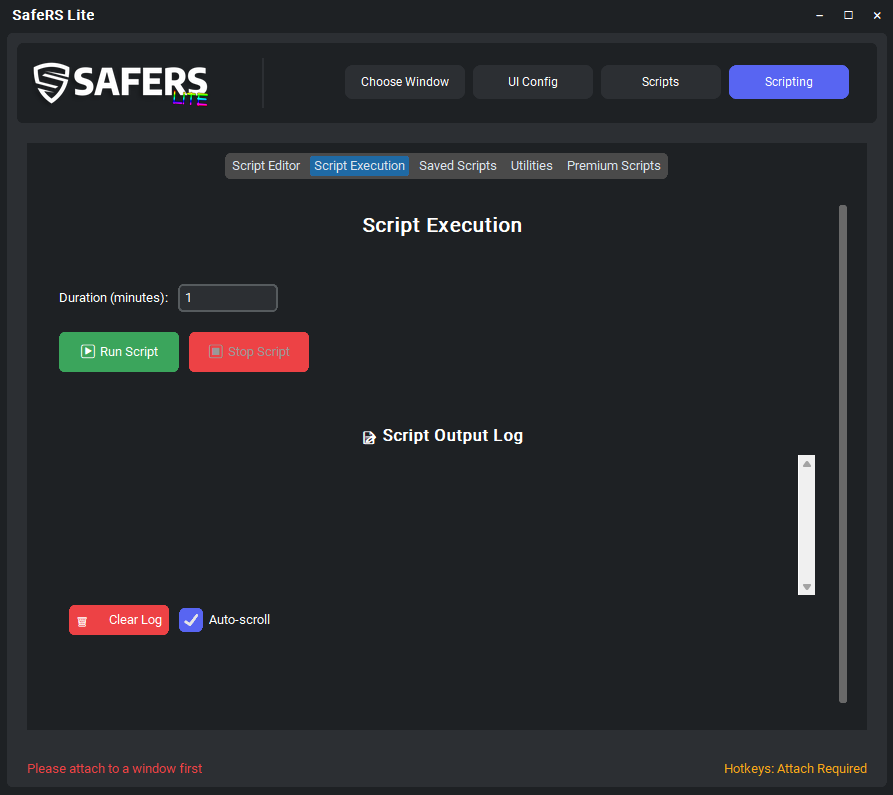 SafeRS Lite
SAFERS
LITE
Choose Window
UI Config
Scripts
Scripting
Script Editor
Script Execution
Saved Scripts
Utilities
Premium Scripts
Script Execution
Duration (minutes): 1
Run Script
Stop Script
Script Output Log
Clear Log
Auto-scroll
Please attach to a window first
Hotkeys: Attach Required